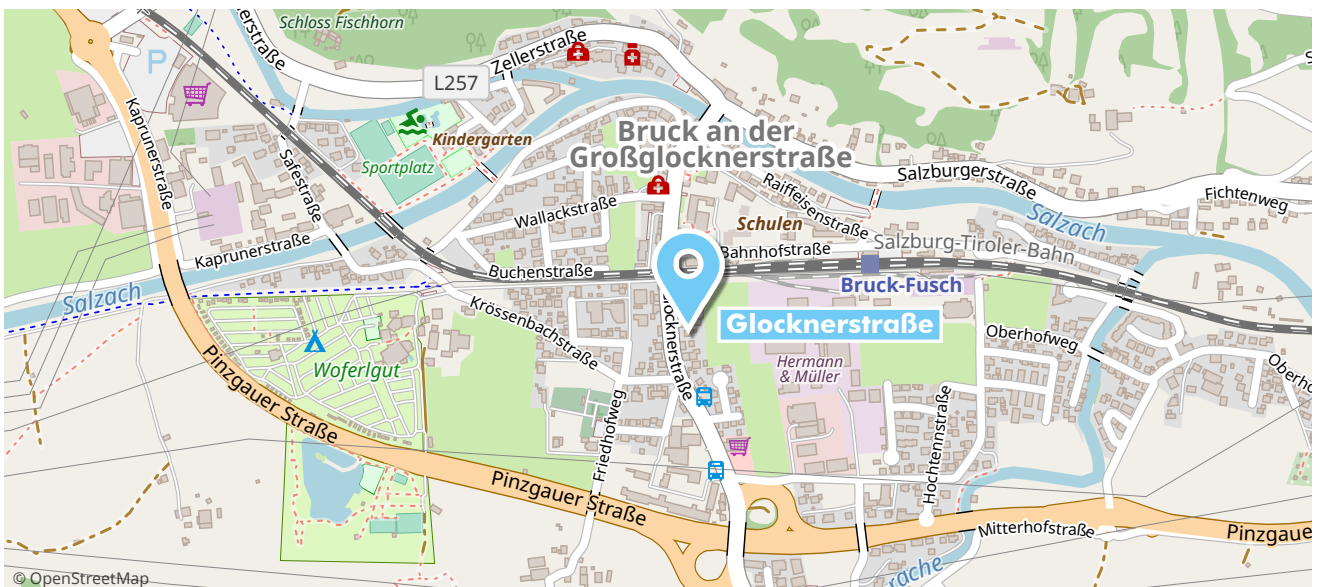 Schloss Fischhorn
Zellerstraße
L257
P
Kaprunerstraße
Kindergarten
Sportplatz
Safestraße
Bruck an der
Großglocknerstraße
Salzburgerstraße
Fichtenweg
Raiffeisenstraße
Wallackstraße
Schulen
Salzach
Kaprunerstraße
Bahnhofstraße
Salzburg-Tiroler-Bahn
Buchenstraße
Bruck-Fusch
Salzach
Krössenbachstraße
Glocknerstraße
Glocknerstraße
Oberhofweg
Woferlgut
Hermann
& Müller
Pinzgauer Straße
Friedhofweg
Hochtennstraße
Pinzgauer Straße
Mitterhofstraße
© OpenStreetMap